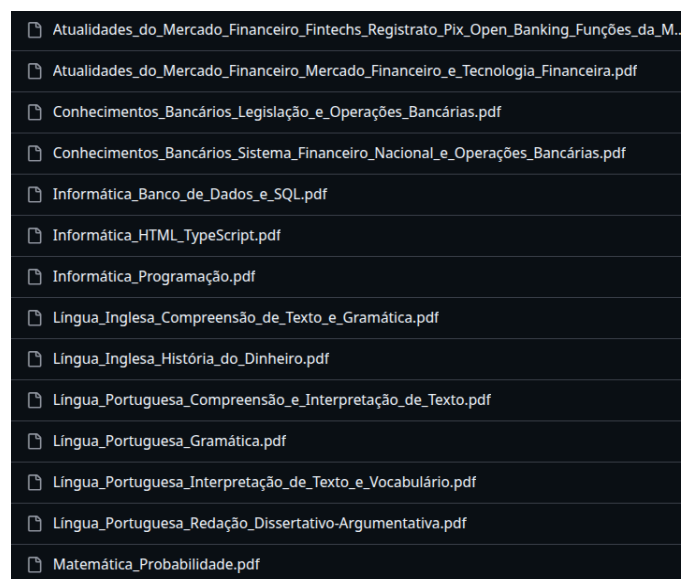 Atualidades_do_Mercado_Financeiro_Fintechs_Registrato_Pix_Open_Banking_Funções_da_M...
Atualidades_do_Mercado_Financeiro_Mercado_Financeiro_e_Tecnologia_Financeira.pdf
Conhecimentos_Bancários_Legislação_e_Operações_Bancárias.pdf
Conhecimentos_Bancários_Sistema_Financeiro_Nacional_e_Operações_Bancárias.pdf
Informática_Banco_de_Dados_e_SQL.pdf
Informática_HTML_TypeScript.pdf
Informática_Programação.pdf
Língua_Inglesa_Compreensão_de_Texto_e_Gramática.pdf
Língua_Inglesa_História_do_Dinheiro.pdf
Língua_Portuguesa_Compreensão_e_Interpretação_de_Texto.pdf
Língua_Portuguesa_Gramática.pdf
Língua_Portuguesa_Interpretação_de_Texto_e_Vocabulário.pdf
Língua_Portuguesa_Redação_Dissertativo-Argumentativa.pdf
Matemática_Probabilidade.pdf